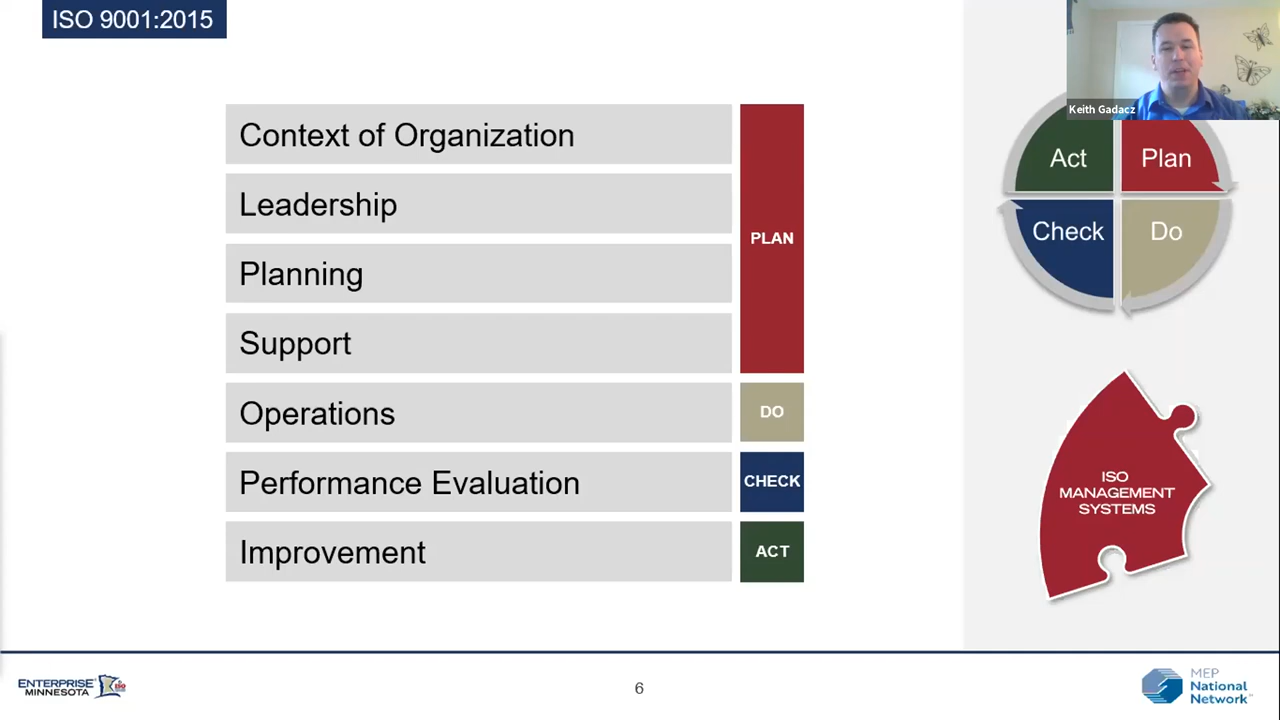 ISO 9001:2015
Keith Gadacz
Context of Organization
Leadership
Planning
Support
Operations
Performance Evaluation
Improvement
PLAN
DO
CHECK
ACT
Act
Plan
Check
Do
ISO
MANAGEMENT
SYSTEMS
ENTERPRISE
MINNESOTA
6
MEP
National
Network™